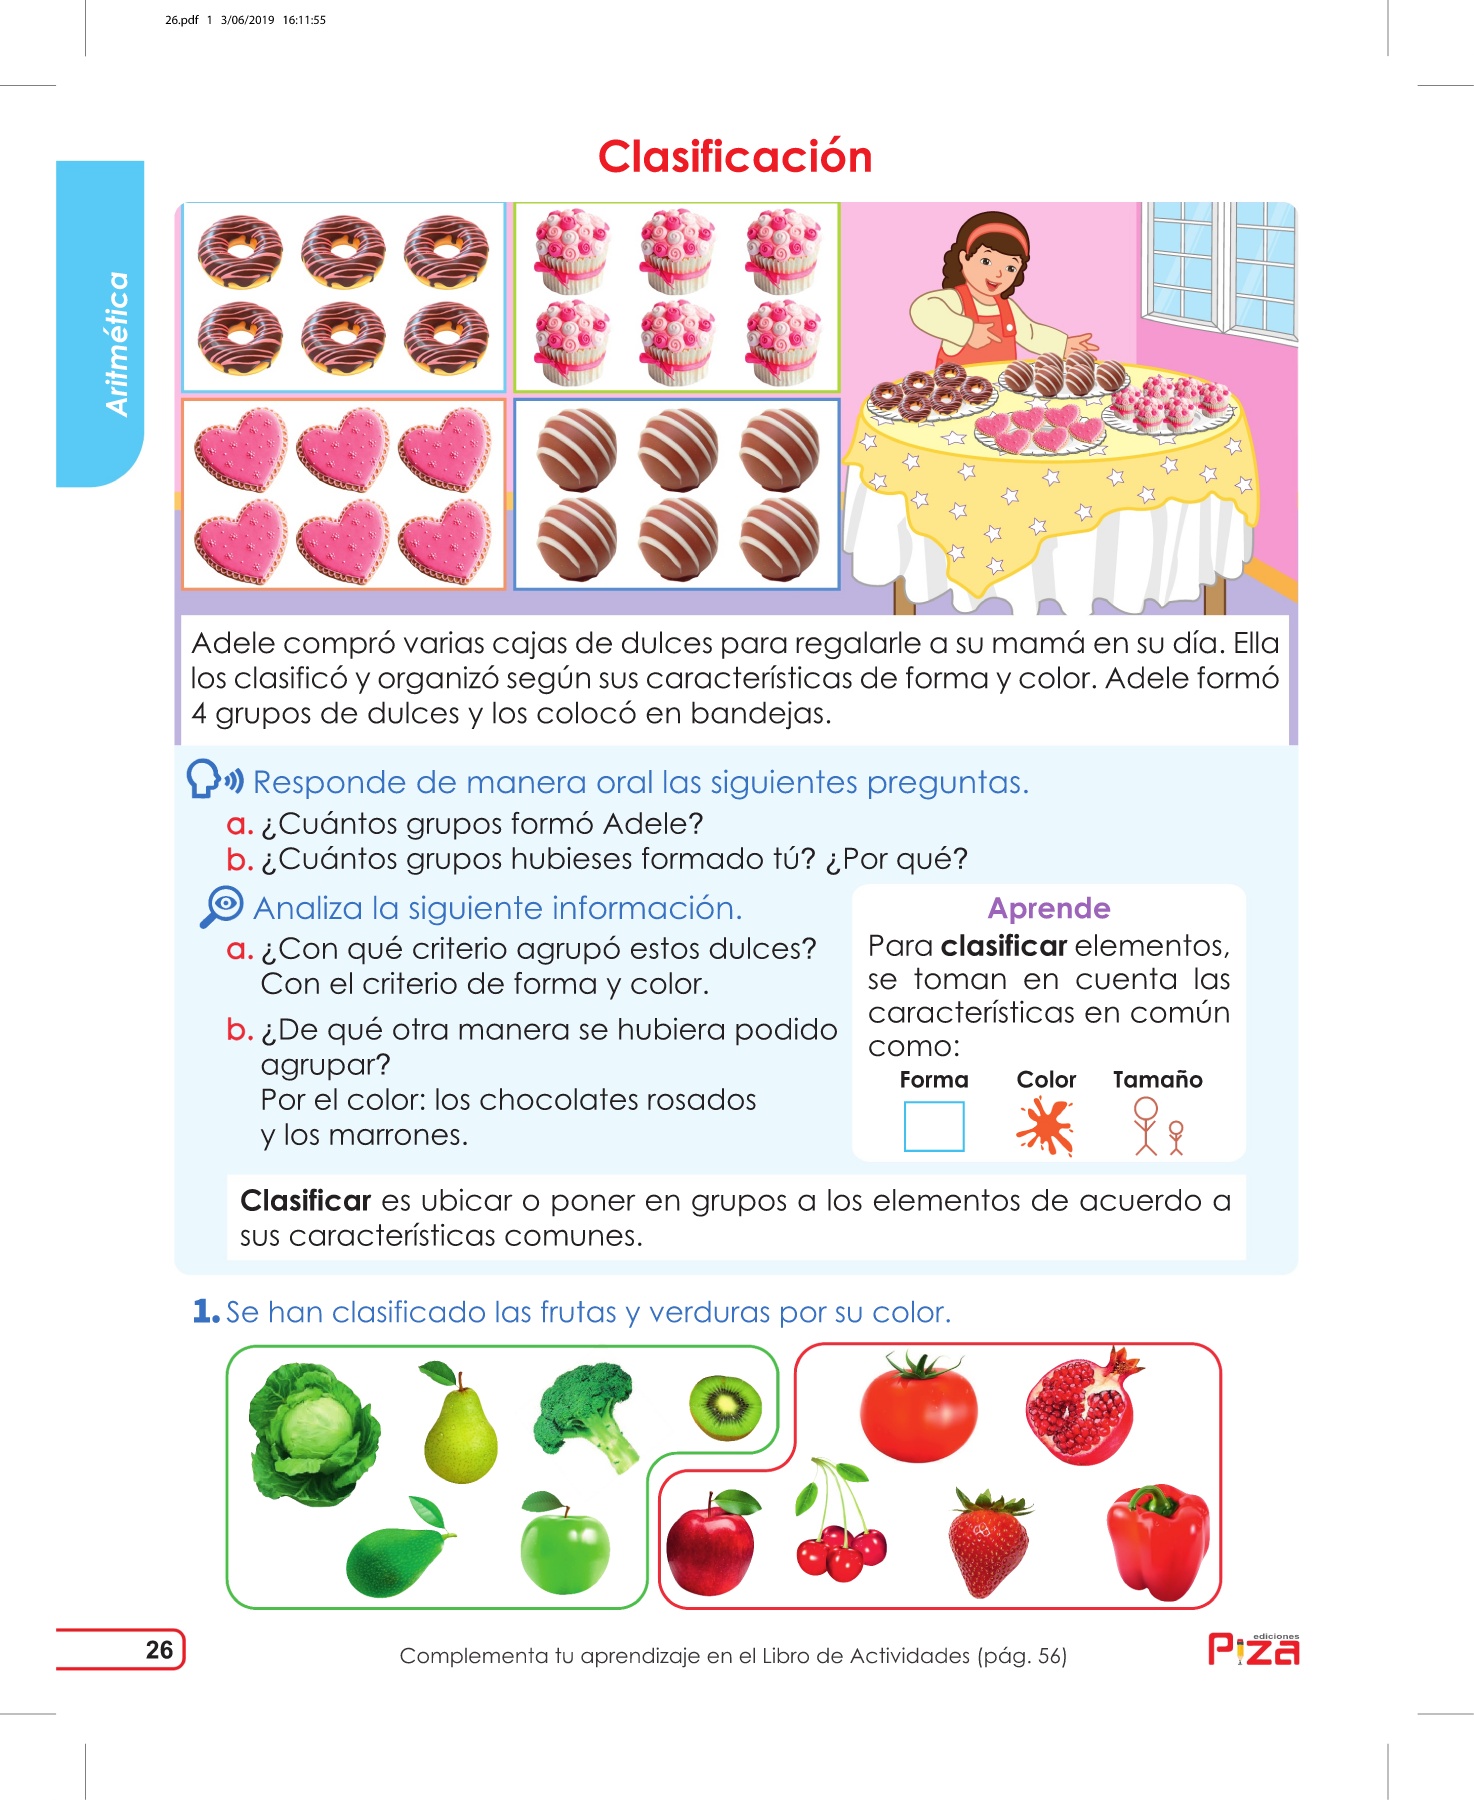 26.pdf 1 3/06/2019 16:11:55
Clasificación
Aritmética
Adele compró varias cajas de dulces para regalarle a su mamá en su día. Ella
los clasificó y organizó según sus características de forma y color. Adele formó
4 grupos de dulces y los colocó en bandejas.
Responde de manera oral las siguientes preguntas.
a. ¿Cuántos grupos formó Adele?
b. ¿Cuántos grupos hubieses formado tú? ¿Por qué?
Analiza la siguiente información.
a. ¿Con qué criterio agrupó estos dulces?
Con el criterio de forma y color.
b. ¿De qué otra manera se hubiera podido
agrupar?
Por el color: los chocolates rosados
y los marrones.
Aprende
Para clasificar elementos,
se toman en cuenta las
características en común
como:
Forma Color Tamaño
Clasificar es ubicar o poner en grupos a los elementos de acuerdo a
sus características comunes.
1. Se han clasificado las frutas y verduras por su color.
26
Complementa tu aprendizaje en el Libro de Actividades (pág. 56)
ediciones
Piza